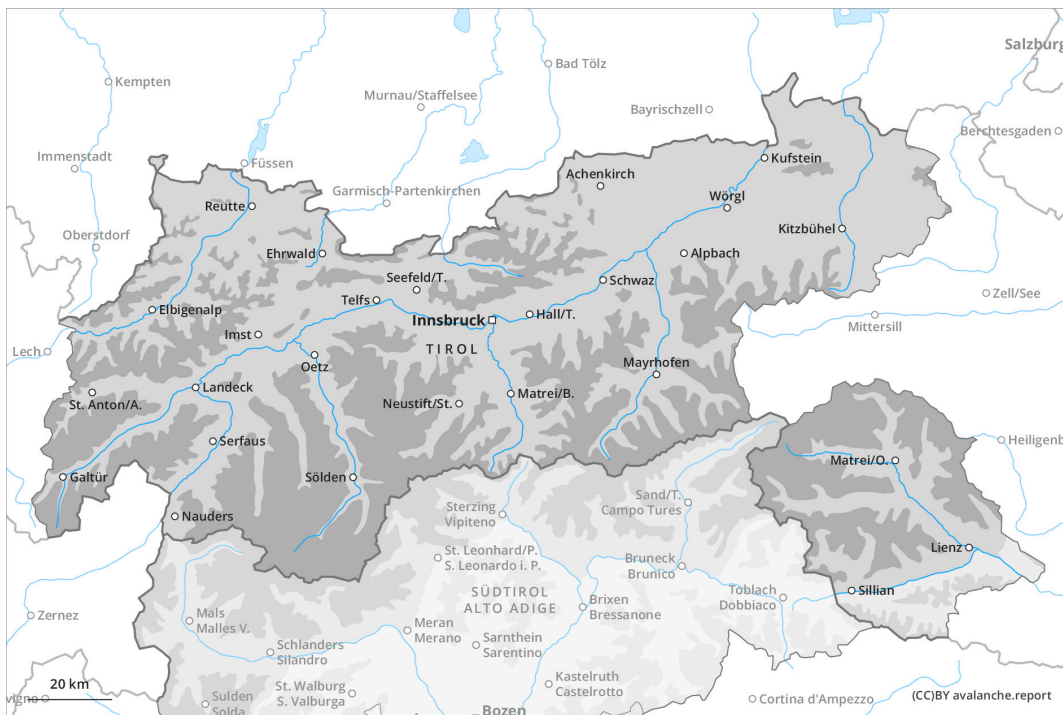 Salzburg
Kempten
Bad Tölz
Murnau/Staffelsee
Bayrischzell
Berchtesgaden
Immenstadt
Füssen
Kufstein
Achenkirch
Garmisch-Partenkirchen
Reutte
Wörgl
Oberstdorf
Kitzbühel
Ehrwald
Alpbach
Seefeld/T.
Schwaz
Zell/See
Telfs
Elbigenalp
Innsbruck
Hall/T.
Mittersill
Imst
TIROL
Lech
Oetz
Mayrhofen
Landeck
St. Anton/A.
Neustift/St.
Matrei/B.
Serfaus
Heiligenb
Matrei/O.
Galtür
Sölden
Sand/T.
Campo Tures
Sterzing
Vipiteno
Nauders
Lienz
St. Leonhard/P.
S. Leonardo i. P.
Bruneck
Brunico
SÜDTIROL
ALTO ADIGE
Toblach
Dobbiaco
Sillian
Brixen
Bressanone
Zernez
Mals
Malles V.
Meran
Merano
Sarnthein
Sarentino
Schlanders
Silandro
Kastelruth
Castelrotto
20 km
St. Walburg
S. Valburga
vigno
Sulden
Solda
Cortina d'Ampezzo
(CC)BY avalanche.report
Bozen